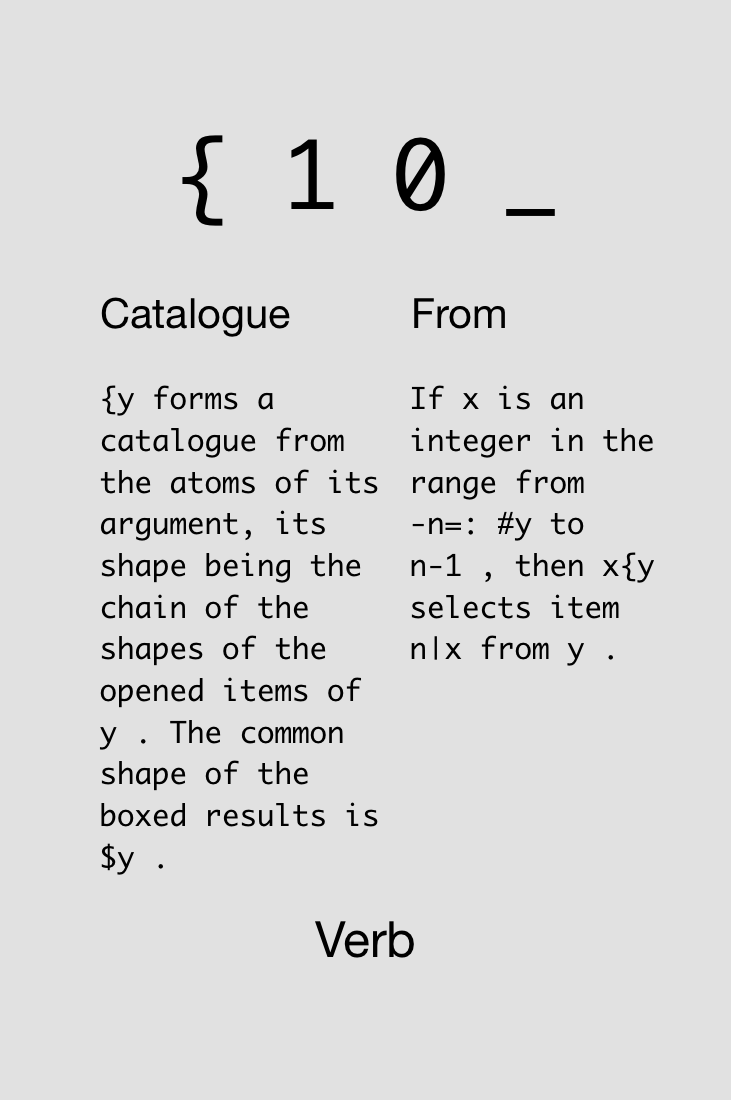 { 1 0 _
Catalogue
{y forms a
catalogue from
the atoms of its
argument, its
shape being the
chain of the
shapes of the
opened items of
y . The common
shape of the
boxed results is
$y .
From
If x is an
integer in the
range from
-n=: #y to
n-1 , then x{y
selects item
n|x from y .
Verb